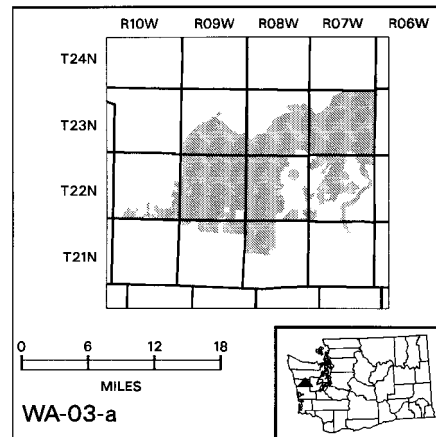 R10W R09W R08W R07W R06W
T24N
T23N
T22N
T21N
0 6 12 18
MILES
WA-03-a